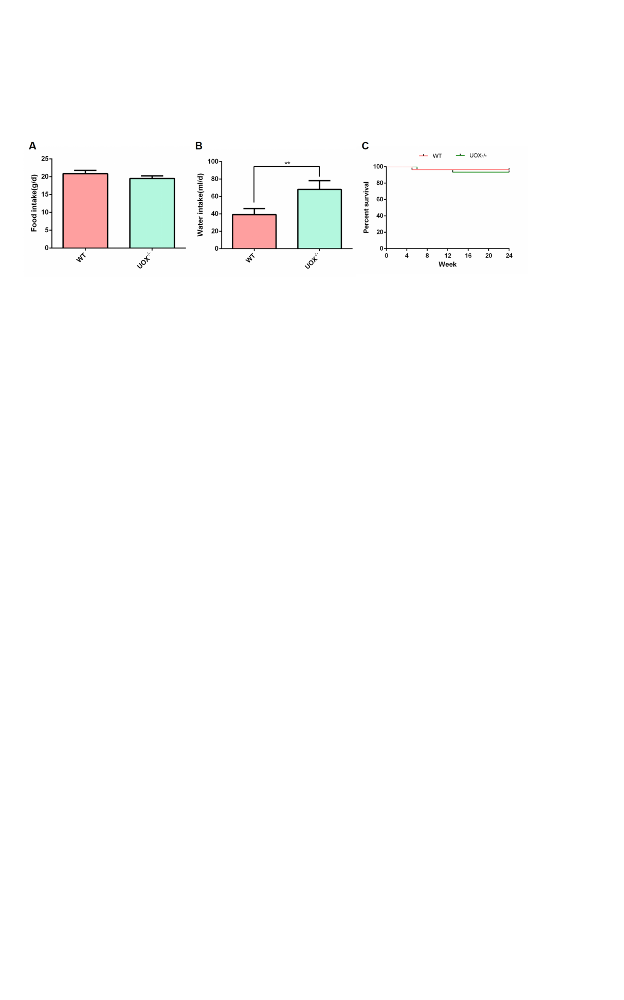 A
Food intake(g/d)
25
20
15
10
5
0
WT
UOX-/-
B
Water intake(ml/d)
100
80
60
40
20
0
**
WT
UOX-/-
C
WT UOX-/-
Percent survival
100
80
60
40
20
0
0 4 8 12 16 20 24
Week